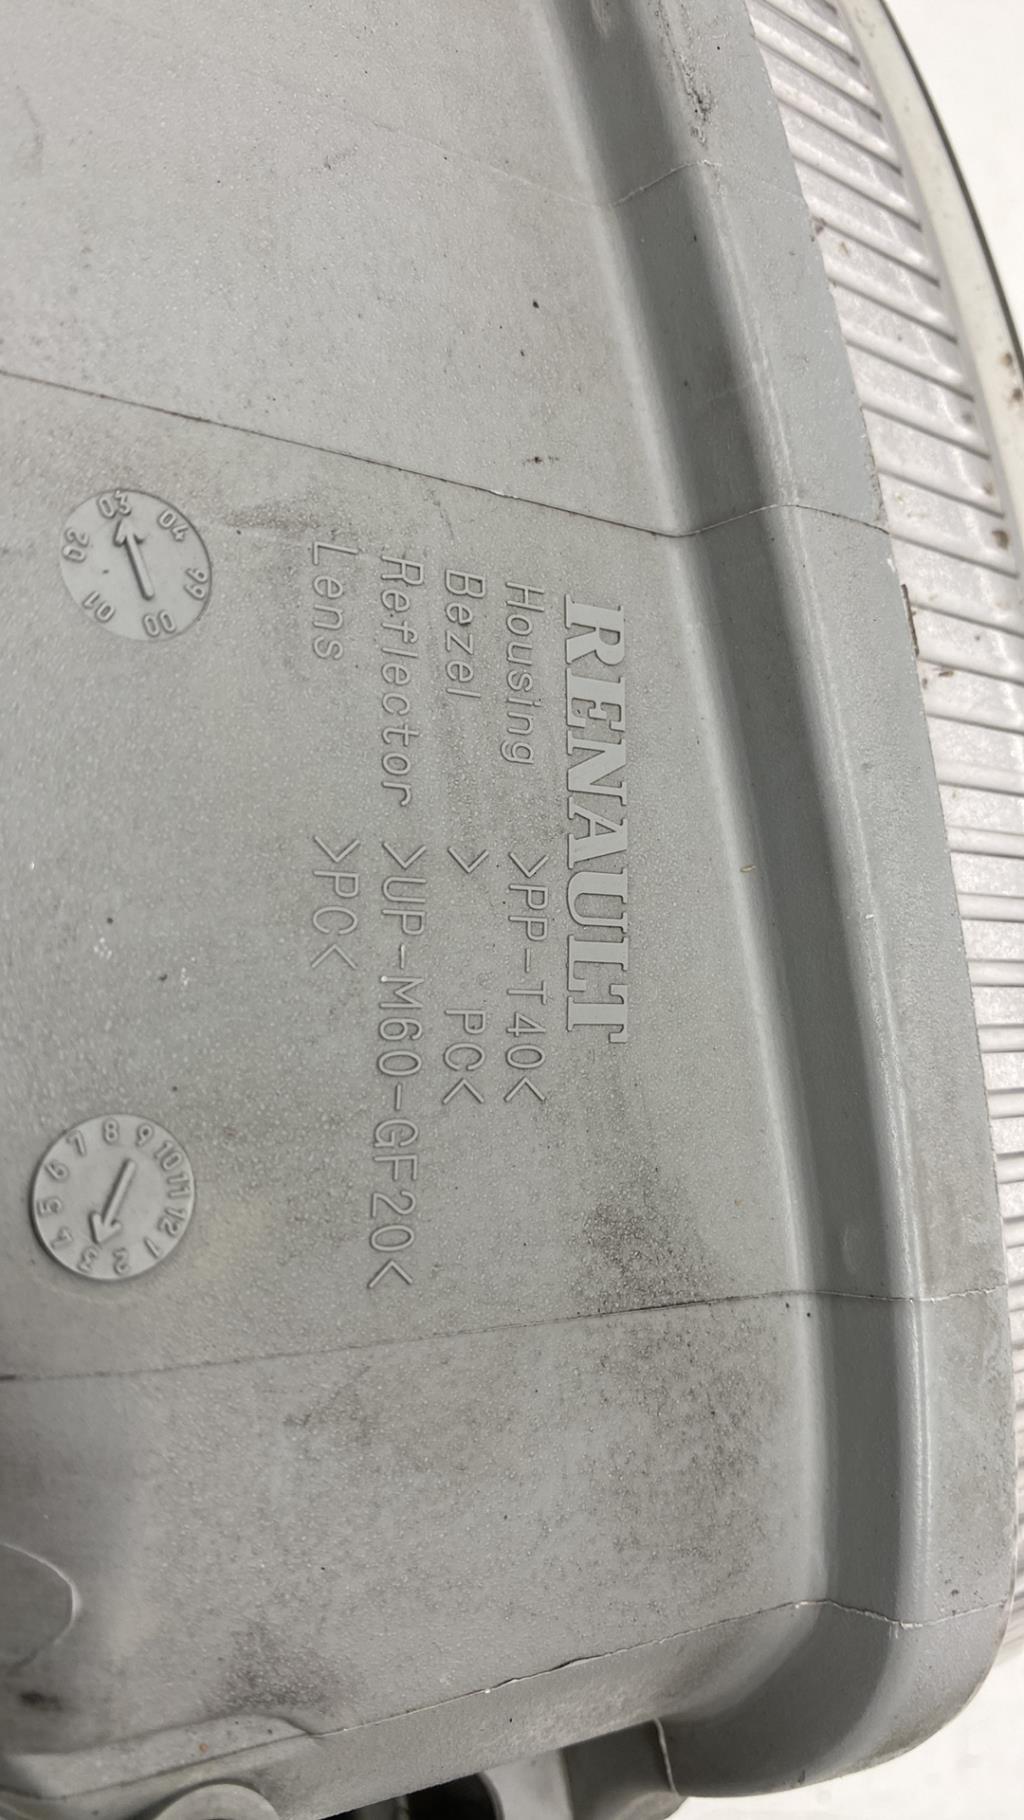 RENAULT
Housing >PP-T40<
Bezel > PC<
Reflector >UP-M60-GF20<
Lens >PC<
99 00 01 02 03 04
1 2 3 4 5 6 7 8 9 10 11 12